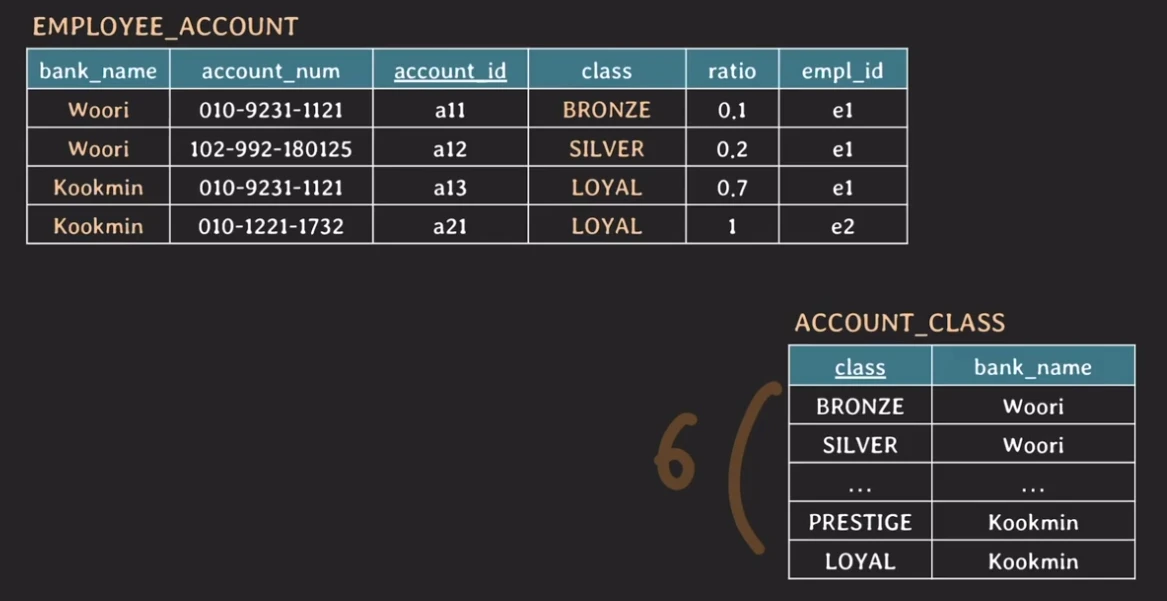 EMPLOYEE_ACCOUNT
bank_name account_num account_id class ratio empl_id
Woori 010-9231-1121 a11 BRONZE 0.1 e1
Woori 102-992-180125 a12 SILVER 0.2 e1
Kookmin 010-9231-1121 a13 LOYAL 0.7 e1
Kookmin 010-1221-1732 a21 LOYAL 1 e2
ACCOUNT_CLASS
class bank_name
BRONZE Woori
SILVER Woori
... ...
PRESTIGE Kookmin
LOYAL Kookmin
6